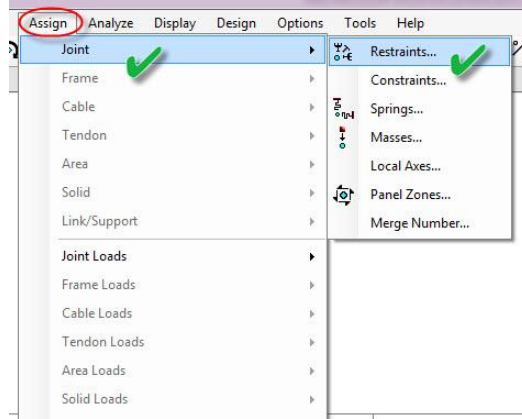 Assign Analyze Display Design Options Tools Help
Joint
Frame
Cable
Tendon
Area
Solid
Link/Support
Joint Loads
Frame Loads
Cable Loads
Tendon Loads
Area Loads
Solid Loads
Restraints...
Constraints...
Springs...
Masses...
Local Axes...
Panel Zones...
Merge Number...